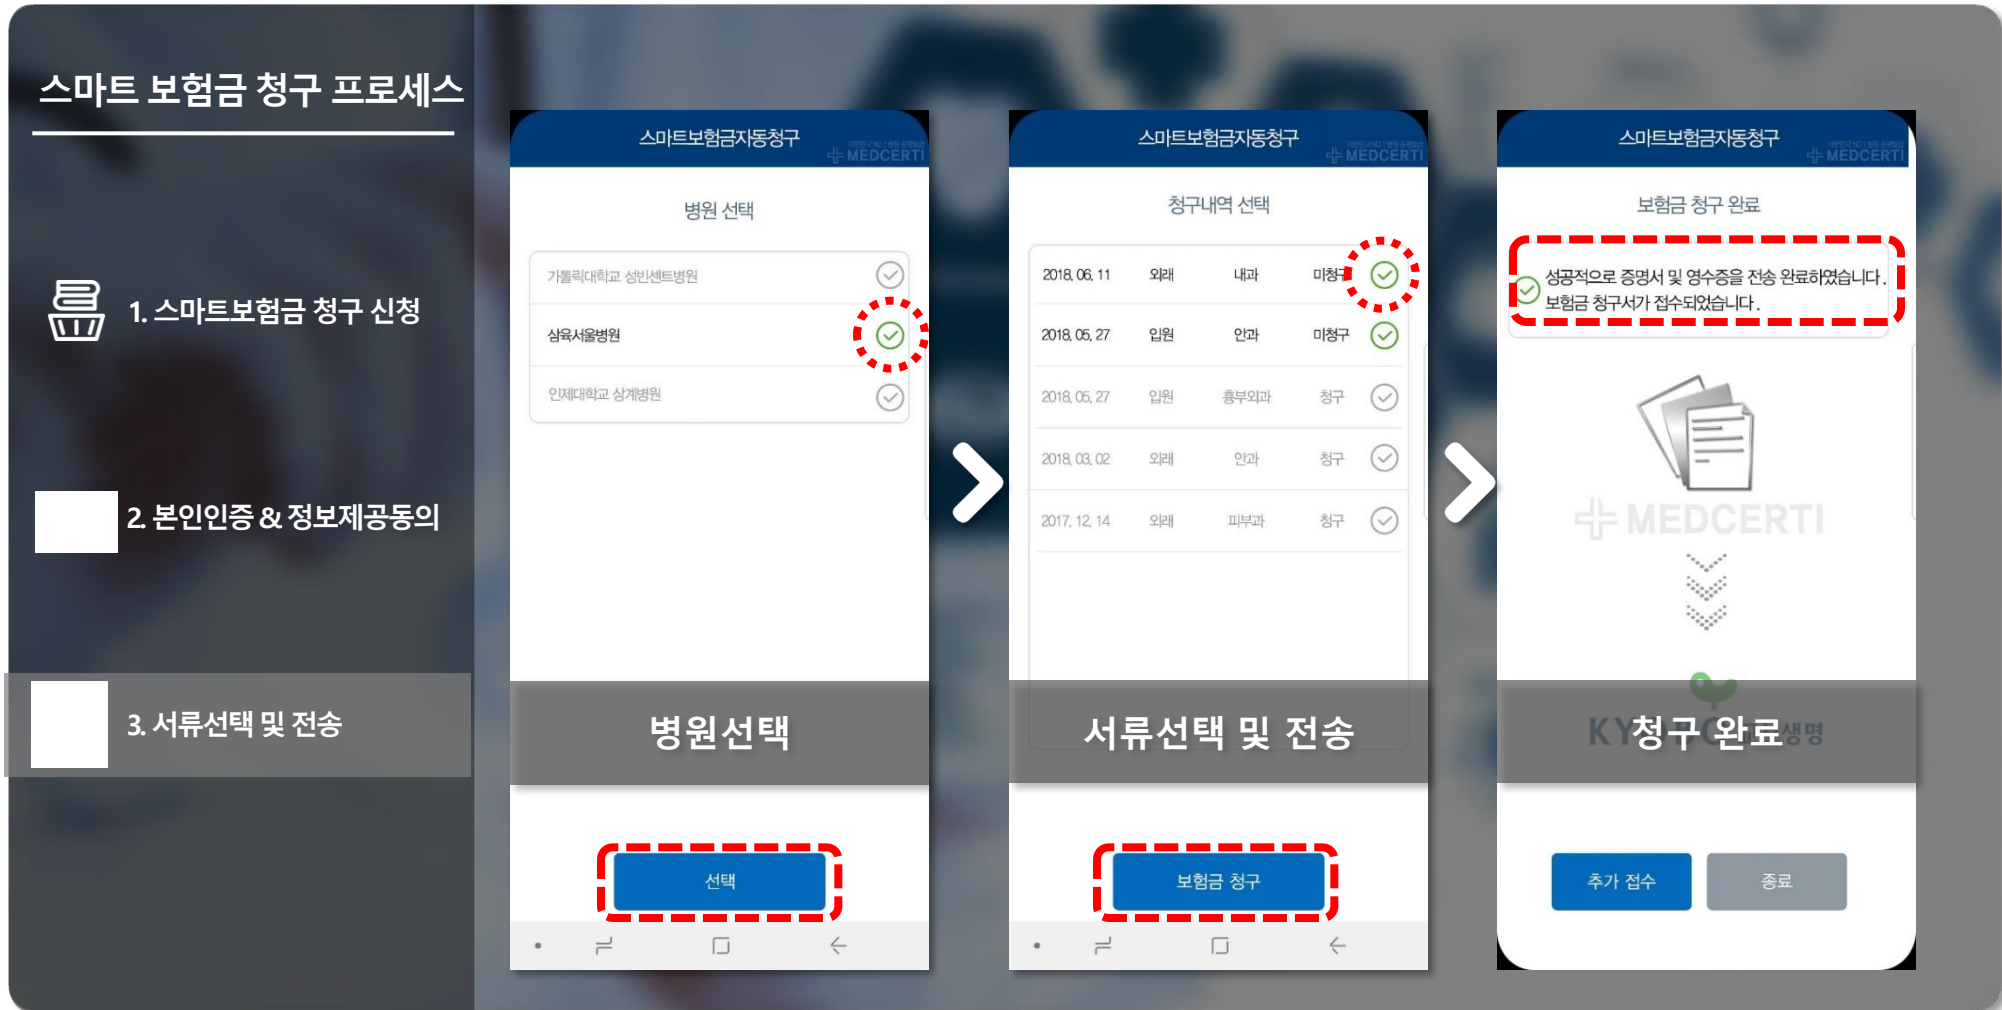 스마트 보험금 청구 프로세스
1. 스마트보험금 청구 신청
2. 본인인증 & 정보제공동의
3. 서류선택 및 전송
스마트보험금자동청구
MEDCERTI
병원 선택
가톨릭대학교 성빈센트병원
삼육서울병원
인제대학교 상계병원
병원선택
선택
스마트보험금자동청구
MEDCERTI
청구내역 선택
2018. 06. 11 외래 내과 미청구
2018. 05. 27 입원 안과 미청구
2018. 05. 27 입원 흉부외과 청구
2018. 03. 02 외래 안과 청구
2017. 12. 14 외래 피부과 청구
서류선택 및 전송
보험금 청구
스마트보험금자동청구
MEDCERTI
보험금 청구 완료
성공적으로 증명서 및 영수증을 전송 완료하였습니다.
보험금 청구서가 접수되었습니다.
MEDCERTI
청구 완료
생명
추가 접수
종료